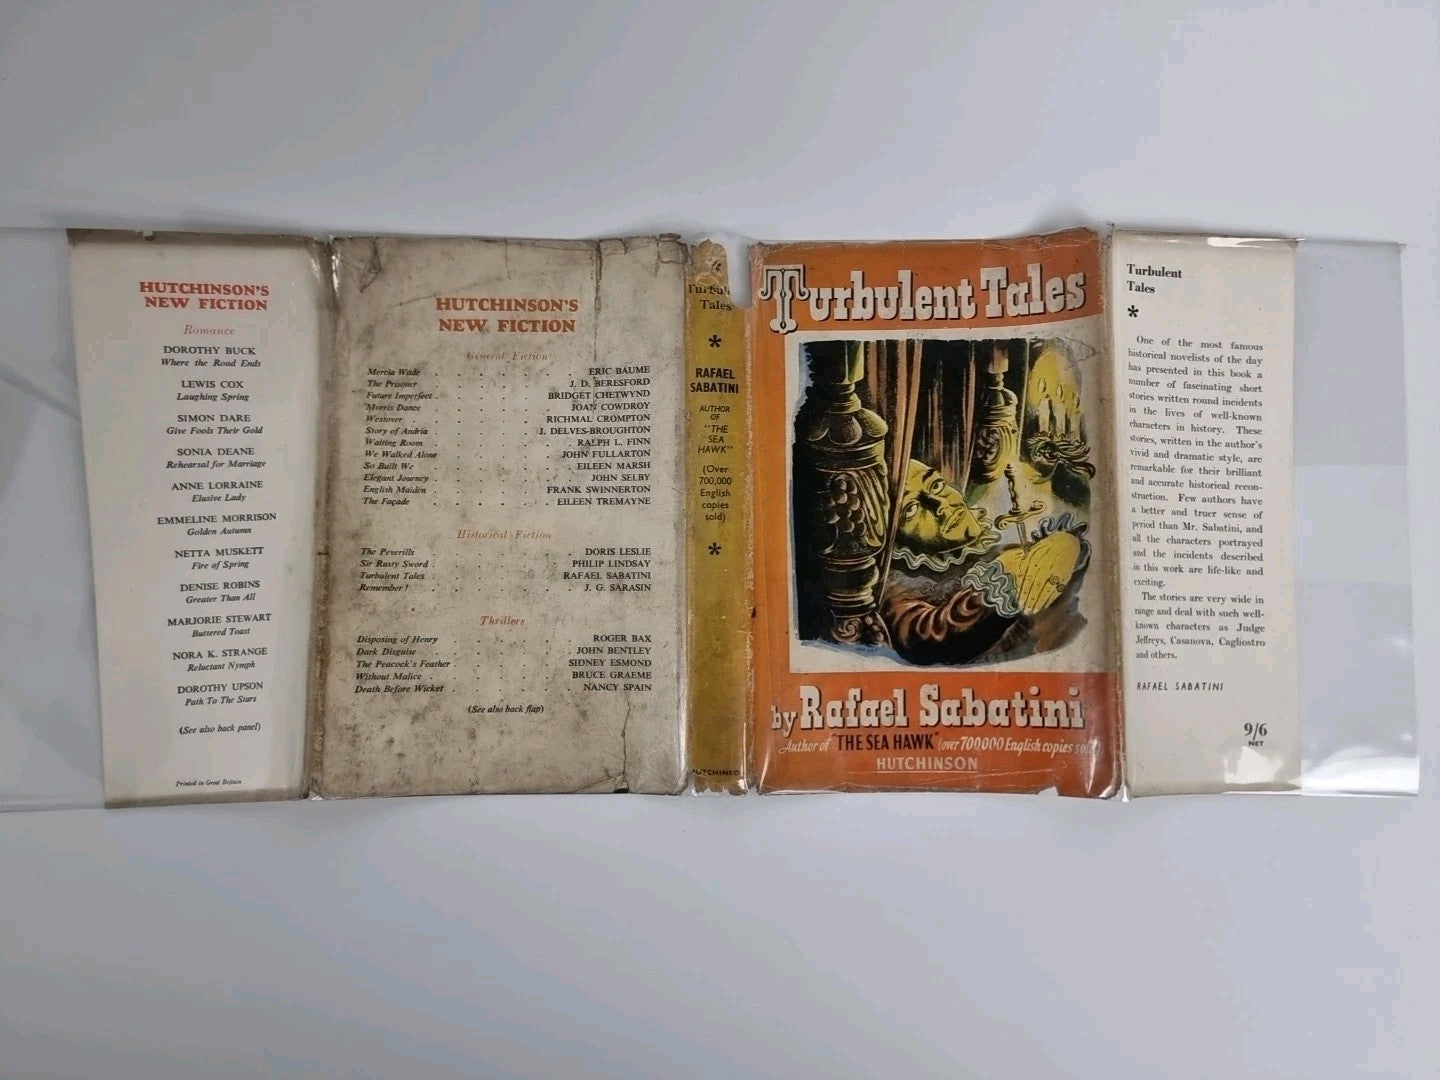 HUTCHINSON'S
NEW FICTION
Romance
DOROTHY BUCK
Where the Road Ends
LEWIS COX
Laughing Spring
SIMON DARE
Give Fools Their Gold
SONIA DEANE
Rehearsal for Marriage
ANNE LORRAINE
Elusive Lady
EMMELINE MORRISON
Golden Autumn
NETTA MUSKETT
Fire of Spring
DENISE ROBINS
Greater Than All
MARJORIE STEWART
Buttered Toast
NORA K. STRANGE
Reluctant Nymph
DOROTHY UPSON
Path To The Stars
(See also back panel)
Printed in Great Britain
HUTCHINSON'S
NEW FICTION
General Fiction
Mercia Wade . . . . . ERIC BAUME
The Prisoner . . . . . J. D. BERESFORD
Future Imperfect . . . . BRIDGET CHETWYND
Morris Dance . . . . . JOAN COWDROY
Westover . . . . . RICHMAL CROMPTON
Story of Andria . . . . J. DELVES-BROUGHTON
Waiting Room . . . . . RALPH L. FINN
We Walked Alone . . . . JOHN FULLARTON
So Built We . . . . . EILEEN MARSH
Elegant Journey . . . . . JOHN SELBY
English Maiden . . . . FRANK SWINNERTON
The Façade . . . . . EILEEN TREMAYNE
Historical Fiction
The Peverills . . . . . DORIS LESLIE
Sir Rusty Sword . . . . . PHILIP LINDSAY
Turbulent Tales . . . . . RAFAEL SABATINI
Remember! . . . . . J. G. SARASIN
Thrillers
Disposing of Henry . . . . . ROGER BAX
Dark Disguise . . . . . JOHN BENTLEY
The Peacock's Feather . . . . SIDNEY ESMOND
Without Malice . . . . . BRUCE GRAEME
Death Before Wicket . . . . . NANCY SPAIN
(See also back flap)
Turbul
Tales
*
RAFAEL
SABATINI
AUTHOR
OF
"THE
SEA
HAWK"
(Over
700,000
English
copies
sold)
*
HUTCHINSO
Turbulent Tales
by Rafael Sabatini
Author of "THE SEA HAWK" (over 700,000 English copies sold)
HUTCHINSON
Turbulent
Tales
*
One of the most famous
historical novelists of the day
has presented in this book a
number of fascinating short
stories written round incidents
in the lives of well-known
characters in history. These
stories, written in the author's
vivid and dramatic style, are
remarkable for their brilliant
and accurate historical recon-
struction. Few authors have
a better and truer sense of
period than Mr. Sabatini, and
all the characters portrayed
and the incidents described
in this work are life-like and
exciting.
The stories are very wide in
range and deal with such well-
known characters as Judge
Jeffreys, Casanova, Cagliostro
and others.
RAFAEL SABATINI
9/6
NET